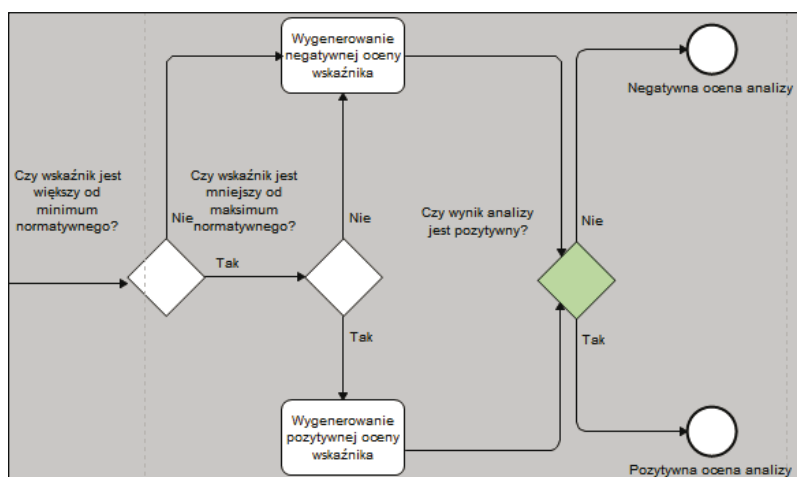 Wygenerowanie
negatywnej oceny
wskaźnika
Negatywna ocena analizy
Czy wskaźnik jest
większy od
minimum
normatywnego?
Nie
Czy wskaźnik jest
mniejszy od
maksimum
normatywnego?
Nie
Czy wynik analizy
jest pozytywny?
Nie
Tak
Tak
Tak
Wygenerowanie
pozytywnej oceny
wskaźnika
Pozytywna ocena analizy